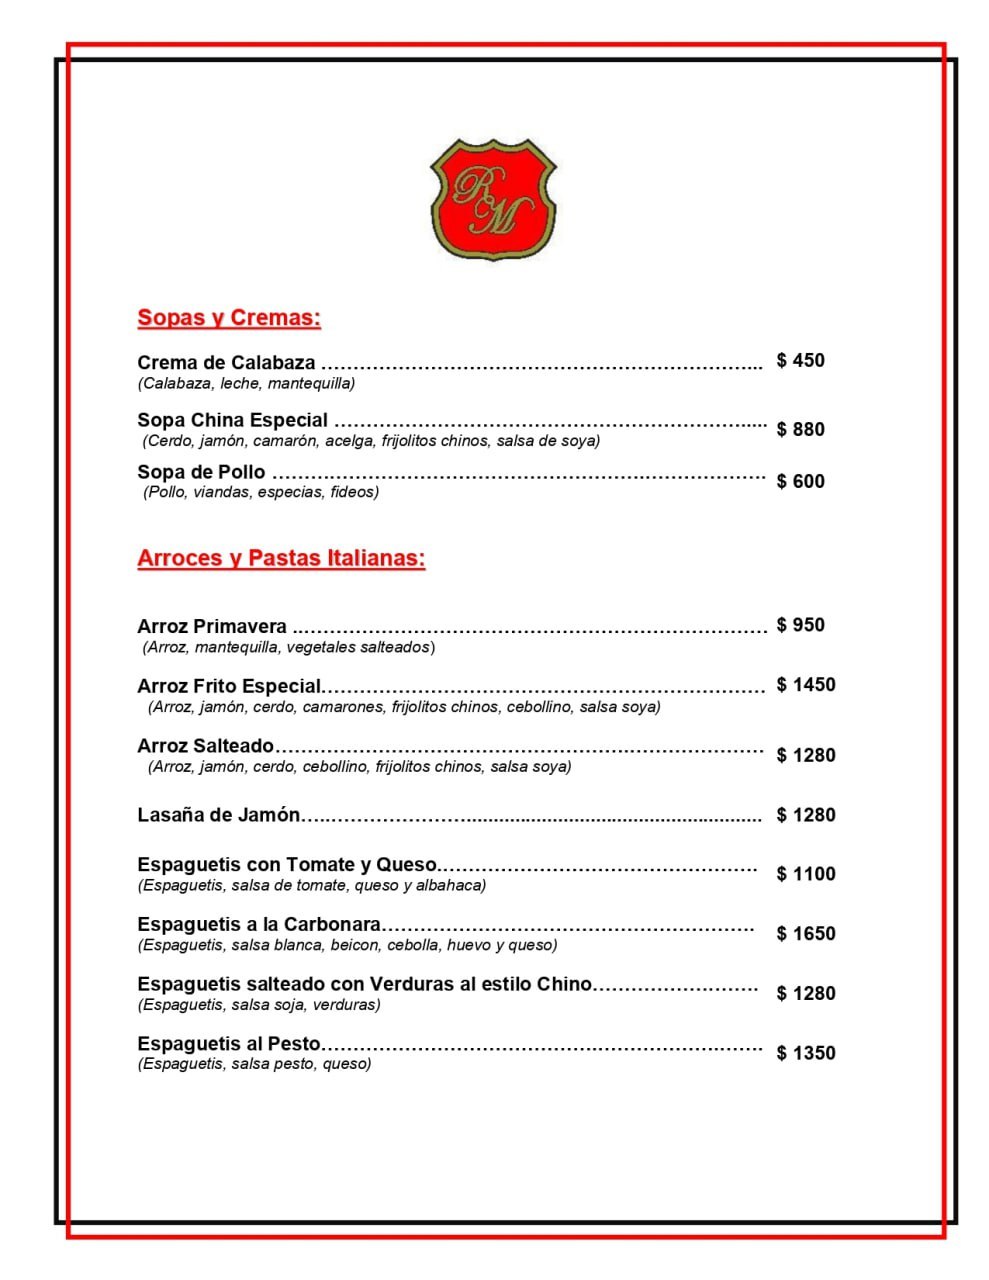 RM
Sopas y Cremas:
Crema de Calabaza ………………………………………………………….. $ 450
(Calabaza, leche, mantequilla)
Sopa China Especial ………………………………………………………..... $ 880
(Cerdo, jamón, camarón, acelga, frijolitos chinos, salsa de soya)
Sopa de Pollo …………………………………………………………………. $ 600
(Pollo, viandas, especias, fideos)
Arroces y Pastas Italianas:
Arroz Primavera ..……………………………………………………………… $ 950
(Arroz, mantequilla, vegetales salteados)
Arroz Frito Especial…………………………………………………………… $ 1450
(Arroz, jamón, cerdo, camarones, frijolitos chinos, cebollino, salsa soya)
Arroz Salteado………………………………………………………………… $ 1280
(Arroz, jamón, cerdo, cebollino, frijolitos chinos, salsa soya)
Lasaña de Jamón…..…………………....................................................... $ 1280
Espaguetis con Tomate y Queso.…………………………………………. $ 1100
(Espaguetis, salsa de tomate, queso y albahaca)
Espaguetis a la Carbonara…………………………………………………. $ 1650
(Espaguetis, salsa blanca, beicon, cebolla, huevo y queso)
Espaguetis salteado con Verduras al estilo Chino……………………. $ 1280
(Espaguetis, salsa soja, verduras)
Espaguetis al Pesto…………………………………………………………. $ 1350
(Espaguetis, salsa pesto, queso)